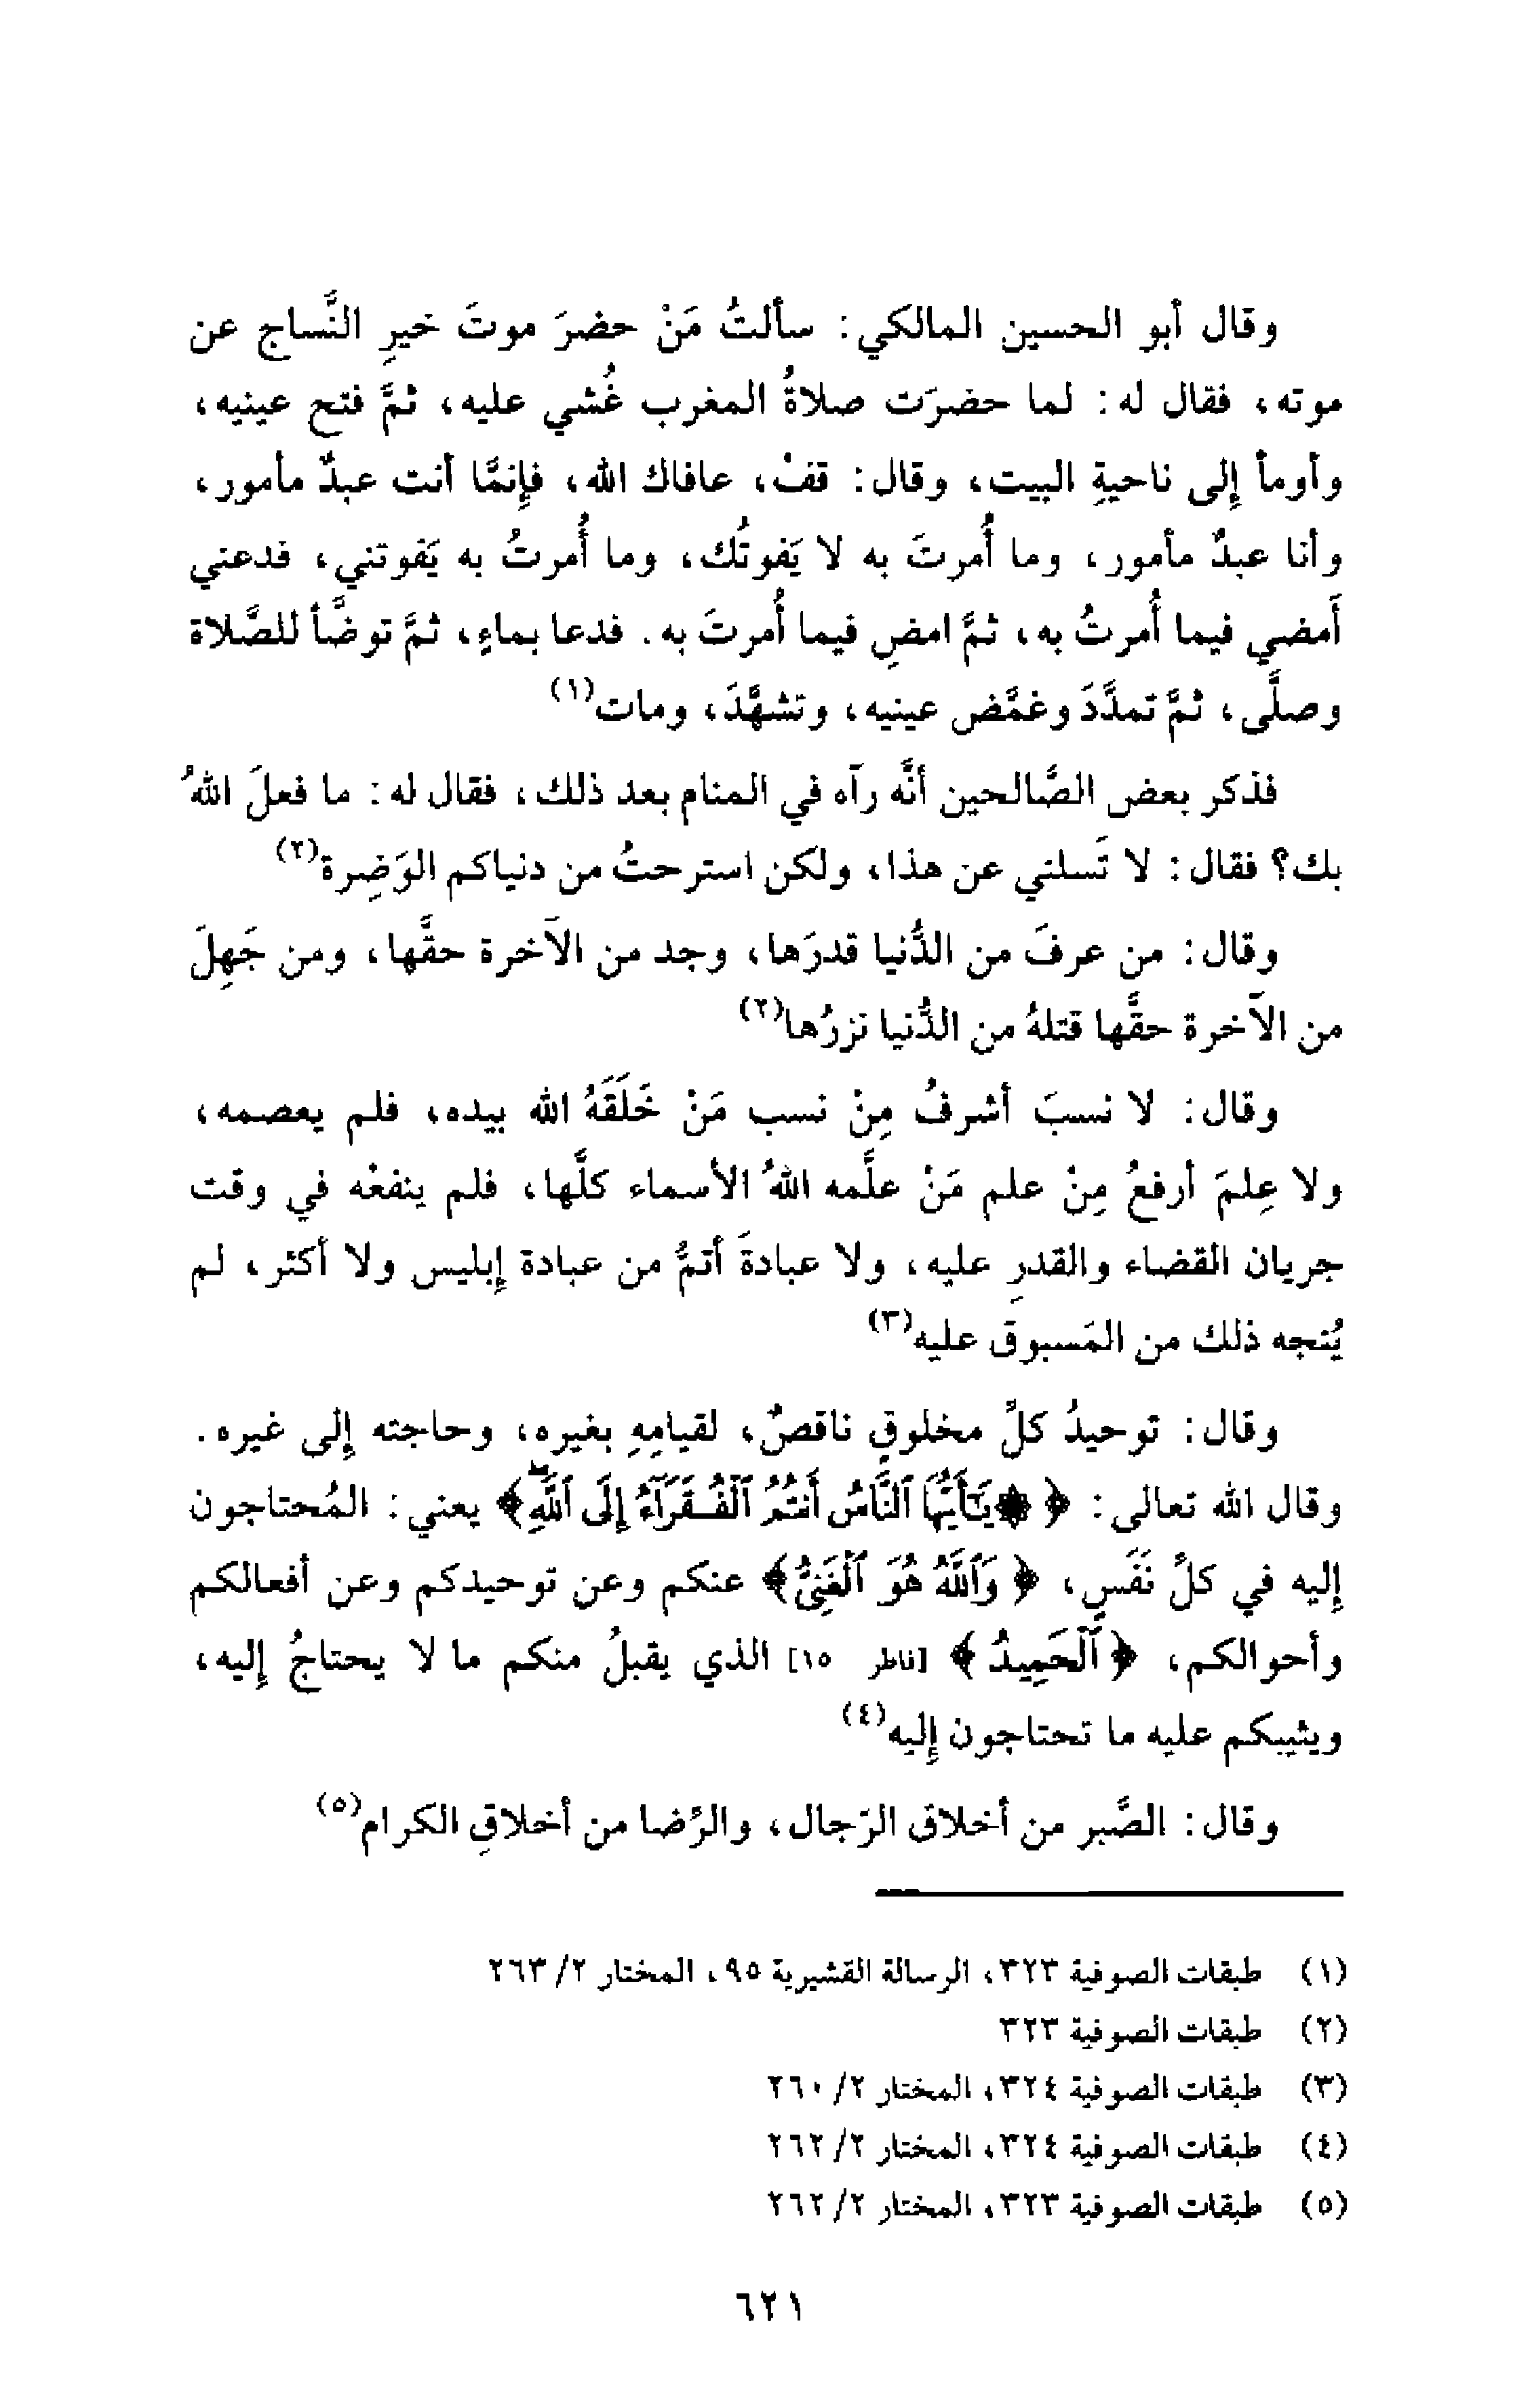 وقال أبو الحسين المالكي: سألتُ مَنْ حضرَ موتَ خيرِ النَّساج عن
موته، فقال له: لما حضرَت صلاةُ المغرب غُشي عليه، ثمَّ فتح عينيه،
وأومأ إلى ناحيةِ البيت، وقال: قفْ، عافاك الله، فإنَّما أنت عبدٌ مأمور،
وأنا عبدٌ مأمور، وما أُمرتَ به لا يَفوتُك، وما أُمرتُ به يَفوتني، فدعني
أَمضي فيما أُمرتُ به، ثمَّ امضِ فيما أُمرتَ به. فدعا بماءٍ، ثمَّ توضَّأ للصَّلاة
وصلَّى، ثمَّ تمدَّدَ وغمَّض عينيه، وتشهَّدَ، ومات(١)
فذكر بعض الصَّالحين أنَّه رآه في المنام بعد ذلك، فقال له: ما فعلَ اللهُ
بك؟ فقال: لا تَسلني عن هذا، ولكن استرحتُ من دنياكم الوَضِرة(٢)
وقال: من عرفَ من الدُّنيا قدرَها، وجد من الآخرة حقَّها، ومن جَهِلَ
من الآخرة حقَّها قتلهُ من الدُّنيا نزرُها(٢)
وقال: لا نسبَ أشرفُ مِنْ نسب مَنْ خَلَقَهُ الله بيده، فلم يعصمه،
ولا عِلمَ أرفعُ مِنْ علم مَنْ علَّمه اللهُ الأسماء كلَّها، فلم ينفعْه في وقت
جريان القضاء والقدرِ عليه، ولا عبادةَ أتمُّ من عبادة إبليس ولا أكثر، لم
يُنجه ذلك من المَسبوق عليه(٣)
وقال: توحيدُ كلِّ مخلوقٍ ناقصٌ، لقيامِهِ بغيره، وحاجته إلى غيره.
وقال الله تعالى: ﴿ ۞ يَٰٓأَيُّهَا ٱلنَّاسُ أَنتُمُ ٱلْفُقَرَآءُ إِلَى ٱللَّهِۖ﴾ يعني: المُحتاجون
إليه في كلِّ نَفَسٍ، ﴿ وَٱللَّهُ هُوَ ٱلْغَنِىُّ﴾ عنكم وعن توحيدكم وعن أفعالكم
وأحوالكم، ﴿ٱلْحَمِيدُ ﴾ [فاطر ١٥] الذي يقبلُ منكم ما لا يحتاجُ إليه،
ويثيبكم عليه ما تحتاجون إليه(٤)
وقال: الصَّبر من أخلاق الرِّجال، والرِّضا من أخلاقِ الكرام(٥)
(١) طبقات الصوفية ٣٢٣، الرسالة القشيرية ٩٥، المختار ٢/ ٢٦٣
(٢) طبقات الصوفية ٣٢٣
(٣) طبقات الصوفية ٣٢٤، المختار ٢/ ٢٦٠
(٤) طبقات الصوفية ٣٢٤، المختار ٢/ ٢٦٢
(٥) طبقات الصوفية ٣٢٣، المختار ٢/ ٢٦٢
٦٢١